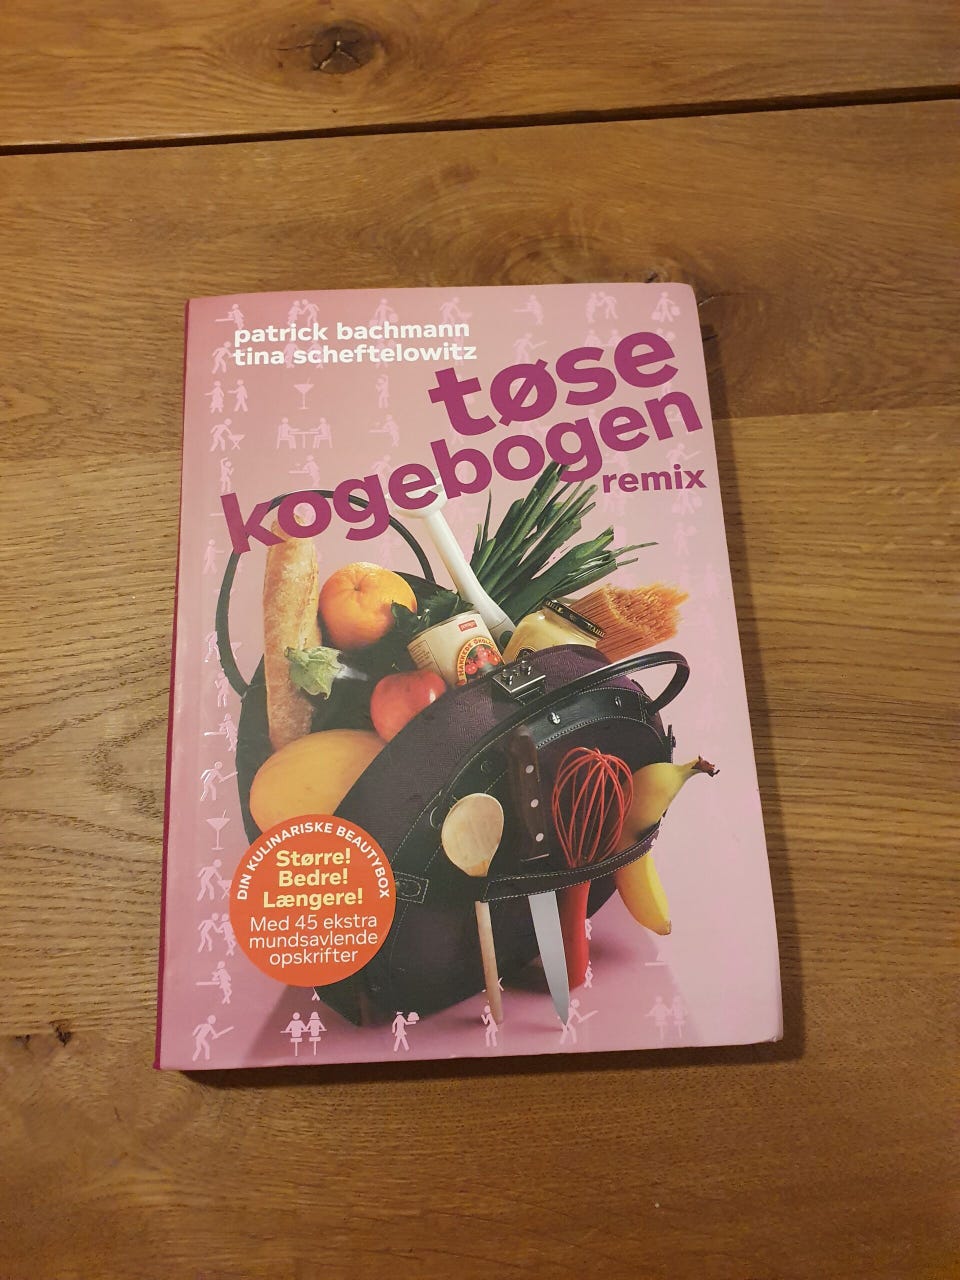 patrick bachmann
tina scheftelowitz
tøse
kogebogen
remix
DIN KULINARISKE BEAUTYBOX
Større!
Bedre!
Længere!
Med 45 ekstra
mundsavlende
opskrifter